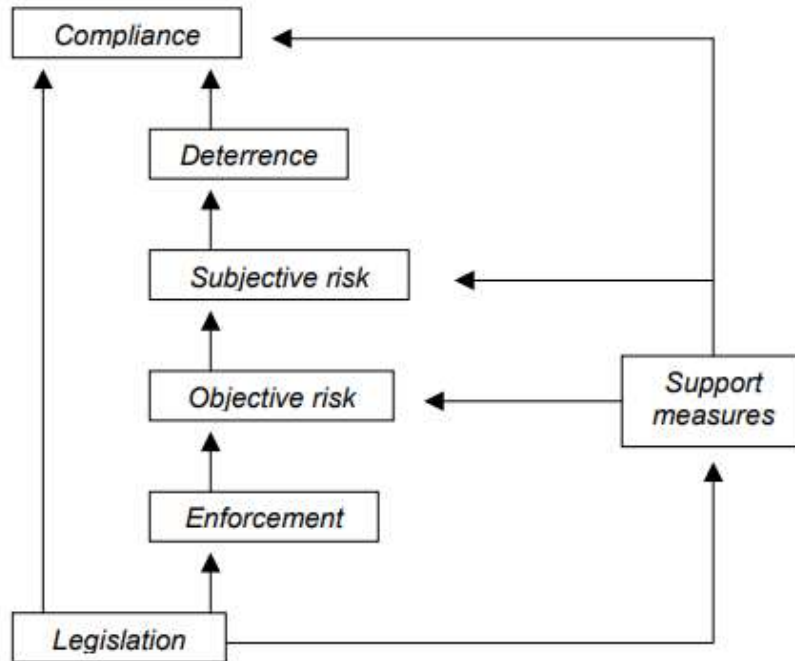 Compliance
Deterrence
Subjective risk
Objective risk
Support
measures
Enforcement
Legislation